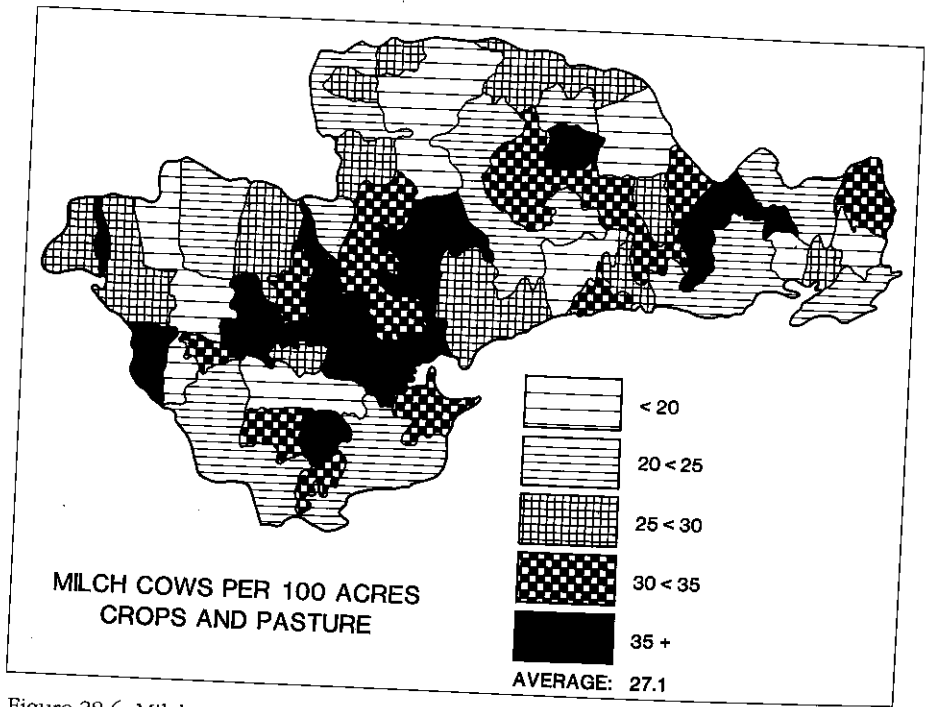 < 20
20 < 25
25 < 30
30 < 35
35 +
AVERAGE: 27.1
MILCH COWS PER 100 ACRES
CROPS AND PASTURE
Figure 29.6 Milch